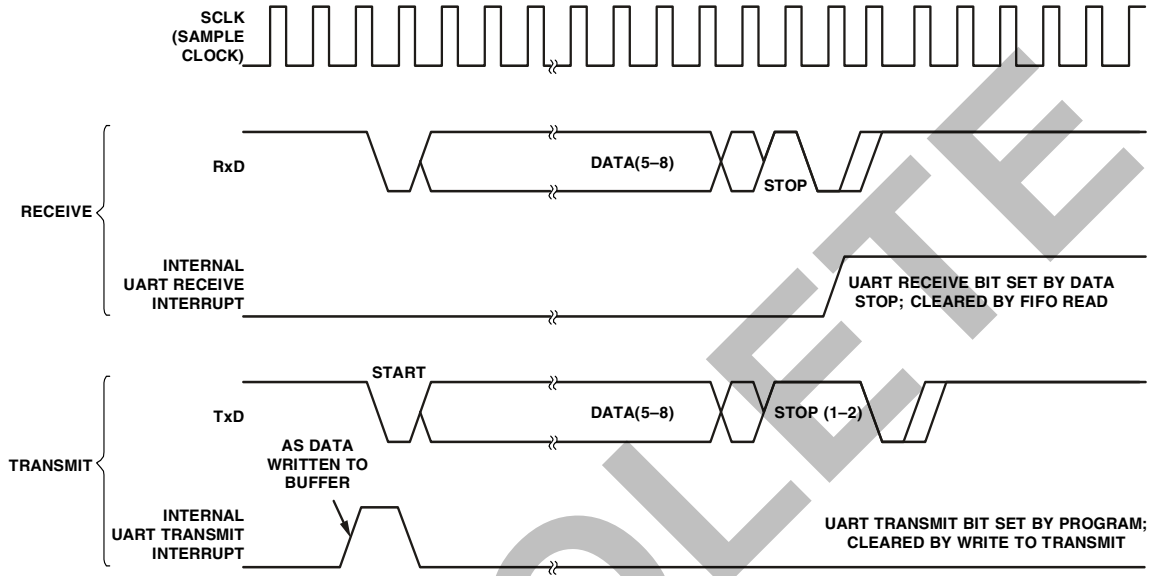 SCLK
(SAMPLE
CLOCK)
RxD
DATA(5–8)
STOP
RECEIVE
INTERNAL
UART RECEIVE
INTERRUPT
UART RECEIVE BIT SET BY DATA
STOP; CLEARED BY FIFO READ
START
TxD
DATA(5–8)
STOP (1–2)
AS DATA
WRITTEN TO
BUFFER
TRANSMIT
INTERNAL
UART TRANSMIT
INTERRUPT
UART TRANSMIT BIT SET BY PROGRAM;
CLEARED BY WRITE TO TRANSMIT
OLETE